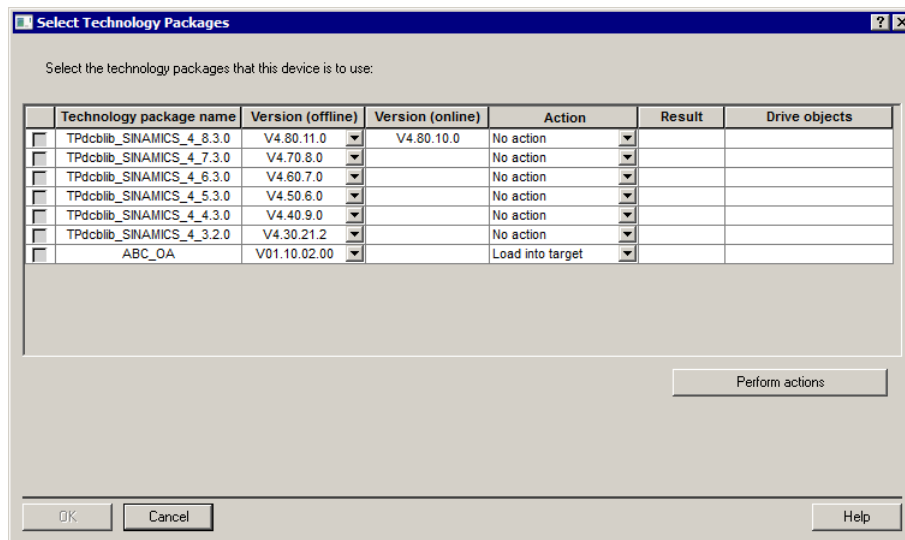 Select Technology Packages
Select the technology packages that this device is to use:
Technology package name Version (offline) Version (online) Action Result Drive objects
TPdcblib_SINAMICS_4_8.3.0 V4.80.11.0 V4.80.10.0 No action
TPdcblib_SINAMICS_4_7.3.0 V4.70.8.0 No action
TPdcblib_SINAMICS_4_6.3.0 V4.60.7.0 No action
TPdcblib_SINAMICS_4_5.3.0 V4.50.6.0 No action
TPdcblib_SINAMICS_4_4.3.0 V4.40.9.0 No action
TPdcblib_SINAMICS_4_3.2.0 V4.30.21.2 No action
ABC_OA V01.10.02.00 Load into target
Perform actions
OK Cancel Help